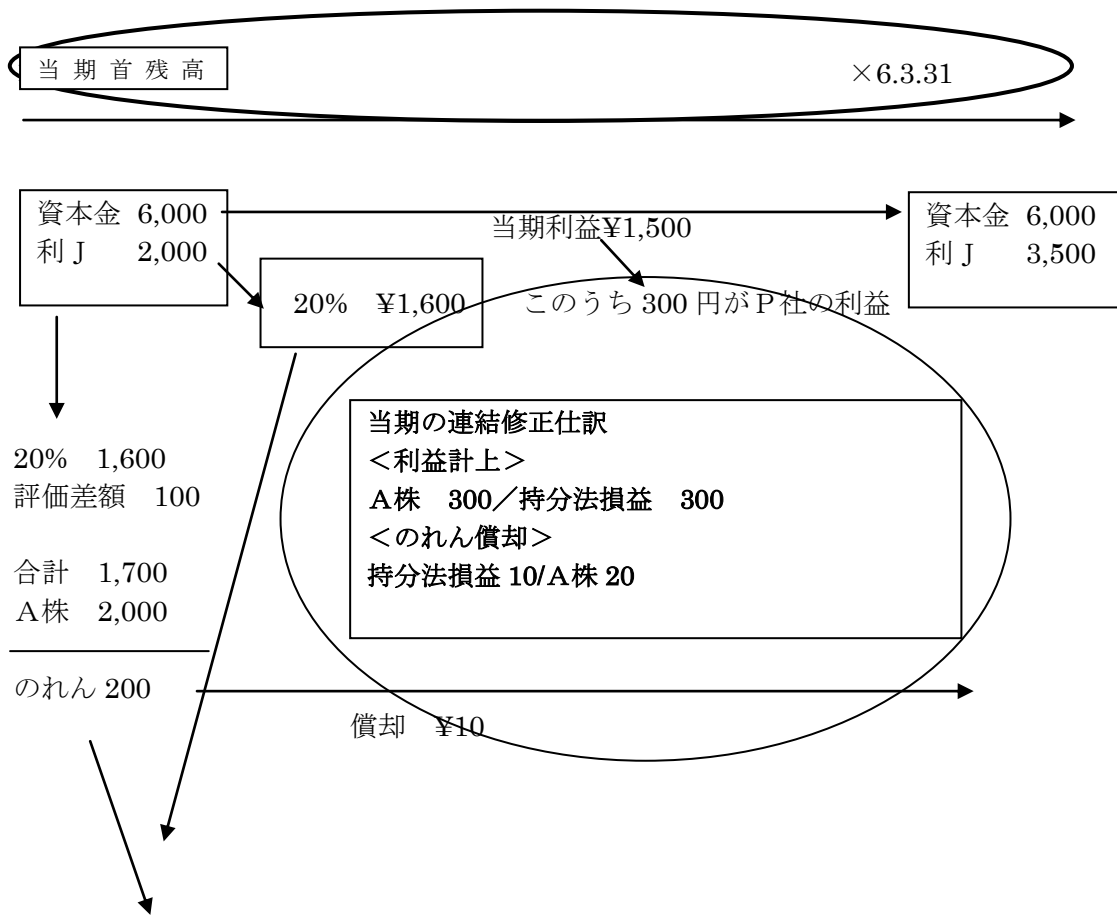 当 期 首 残 高
×6.3.31
資本金 6,000
利J 2,000
当期利益¥1,500
資本金 6,000
利J 3,500
20% ¥1,600
このうち 300 円がP社の利益
20% 1,600
評価差額 100
合計 1,700
A株 2,000
のれん 200
当期の連結修正仕訳
<利益計上>
A株 300/持分法損益 300
<のれん償却>
持分法損益 10/A株 20
償却 ¥10